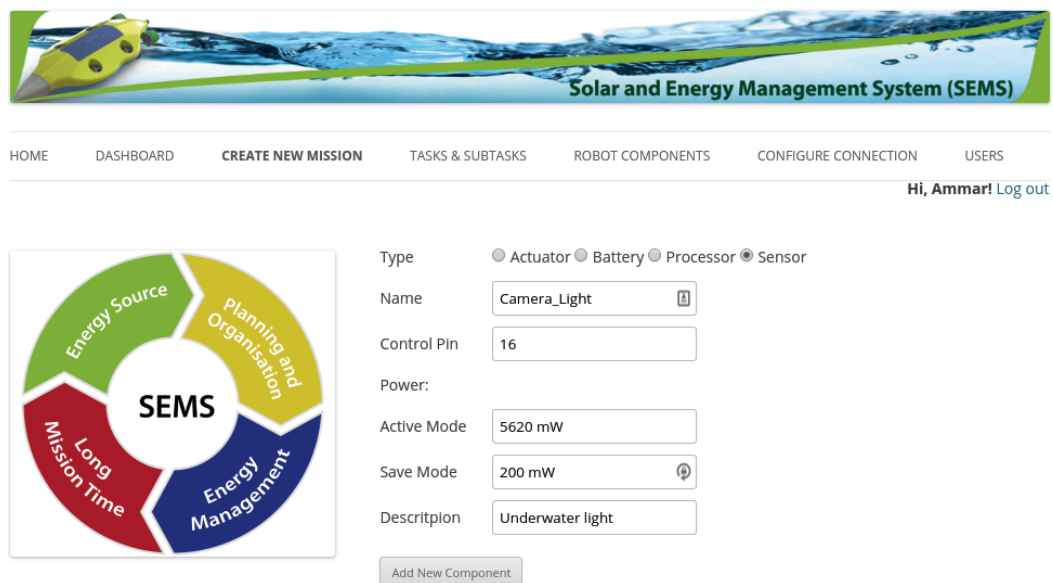 Solar and Energy Management System (SEMS)
HOME DASHBOARD CREATE NEW MISSION TASKS & SUBTASKS ROBOT COMPONENTS CONFIGURE CONNECTION USERS
Hi, Ammar! Log out
Energy Source
Planning and
Organisation
SEMS
Long
Mission Time
Energy
Management
Type Actuator Battery Processor Sensor
Name Camera_Light
Control Pin 16
Power:
Active Mode 5620 mW
Save Mode 200 mW
Descritpion Underwater light
Add New Component